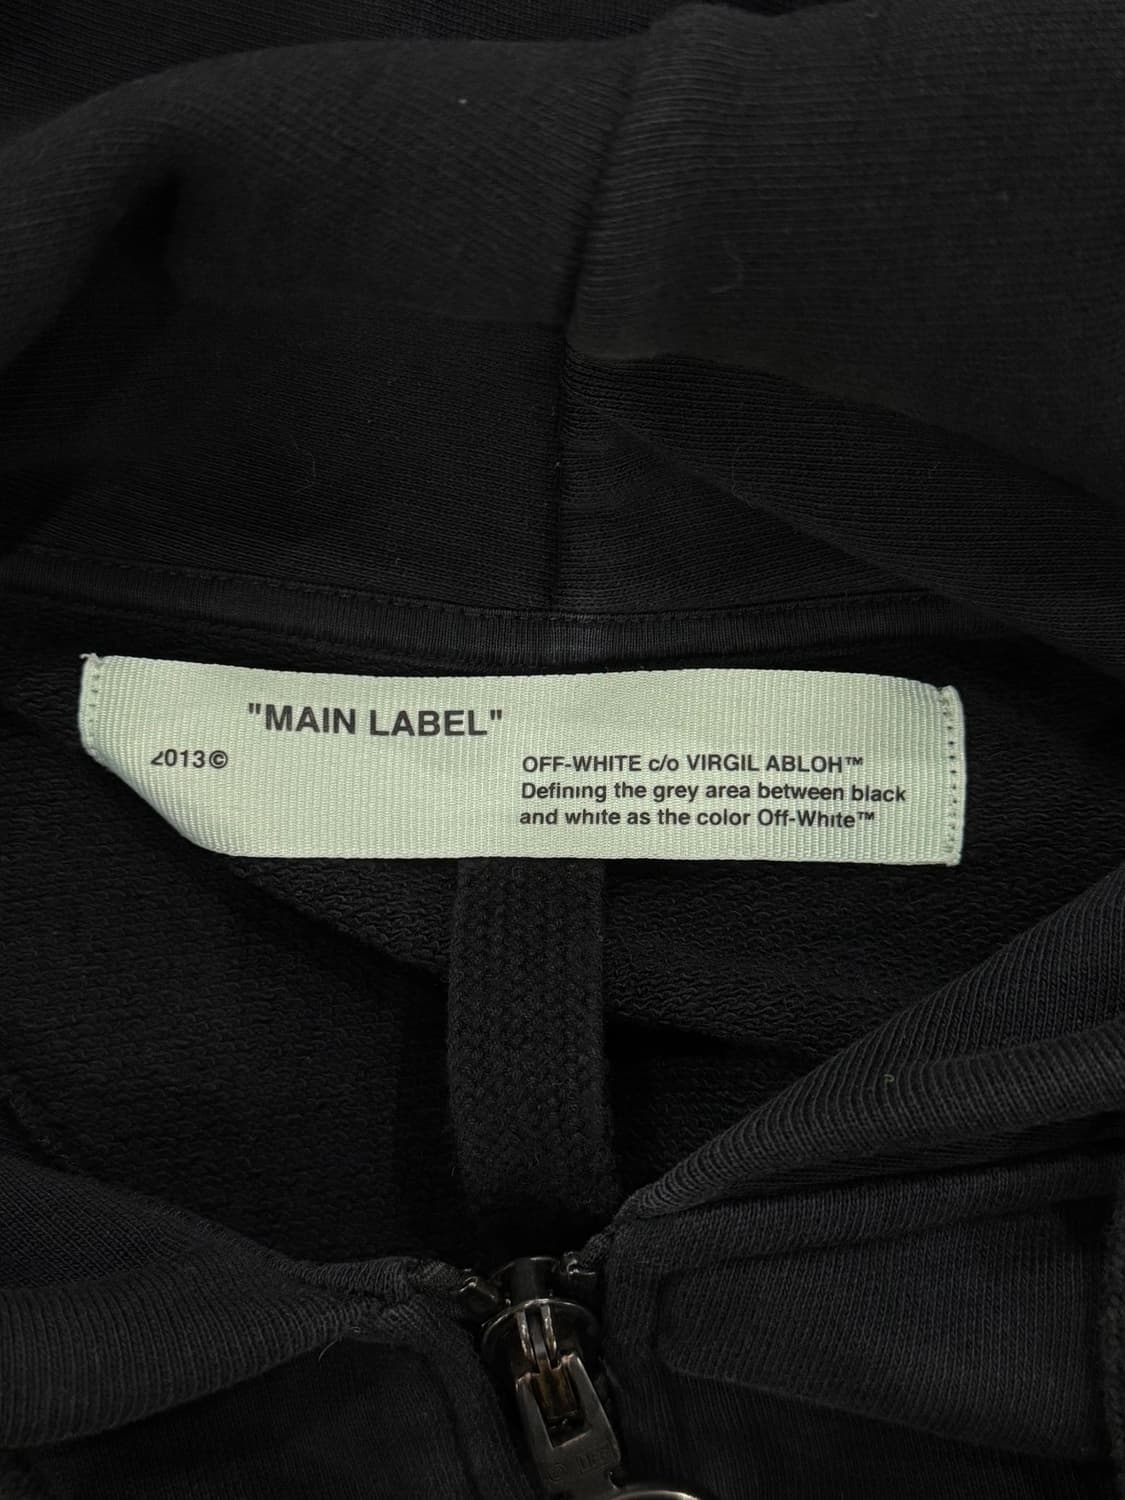 "MAIN LABEL"
2013©
OFF-WHITE c/o VIRGIL ABLOH™
Defining the grey area between black
and white as the color Off-White™